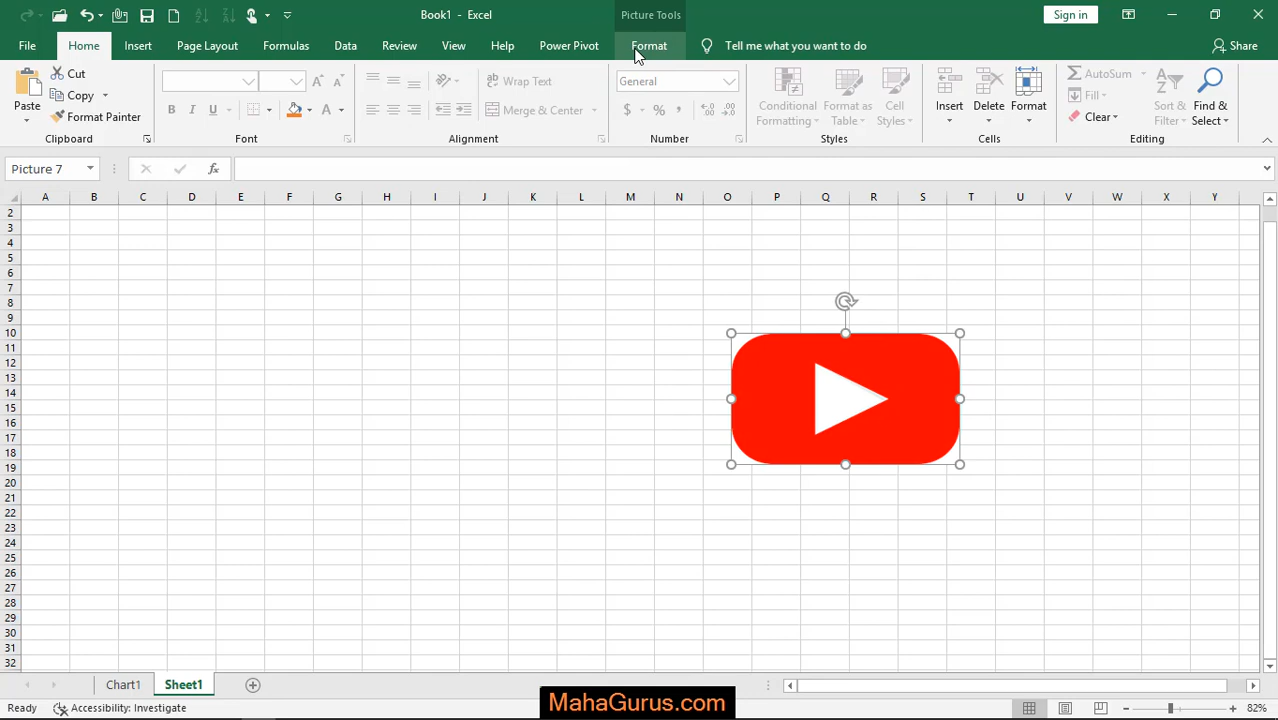 Book1 - Excel
Picture Tools
Sign in
File
Home
Insert
Page Layout
Formulas
Data
Review
View
Help
Power Pivot
Format
Tell me what you want to do
Share
Paste
Cut
Copy
Format Painter
Clipboard
B I U
A
Font
ab
Wrap Text
Merge & Center
Alignment
General
$ % ,
Number
Conditional Formatting
Format as Table
Cell Styles
Styles
Insert
Delete
Format
Cells
AutoSum
Fill
Clear
Sort & Filter
Find & Select
Editing
Picture 7
fx
A B C D E F G H I J K L M N O P Q R S T U V W X Y
2
3
4
5
6
7
8
9
10
11
12
13
14
15
16
17
18
19
20
21
22
23
24
25
26
27
28
29
30
31
32
Chart1
Sheet1
Ready
Accessibility: Investigate
MahaGurus.com
82%